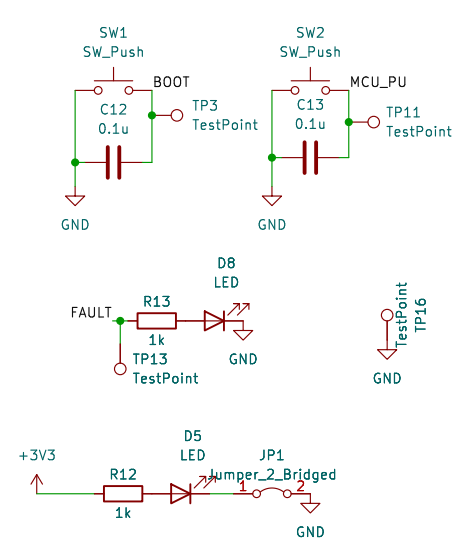 SW1
SW_Push
BOOT
C12
0.1u
TP3
TestPoint
GND
SW2
SW_Push
MCU_PU
C13
0.1u
TP11
TestPoint
GND
D8
LED
FAULT
R13
1k
TP13
TestPoint
GND
TestPoint
TP16
GND
+3V3
R12
1k
D5
LED
JP1
Jumper_2_Bridged
1
2
GND